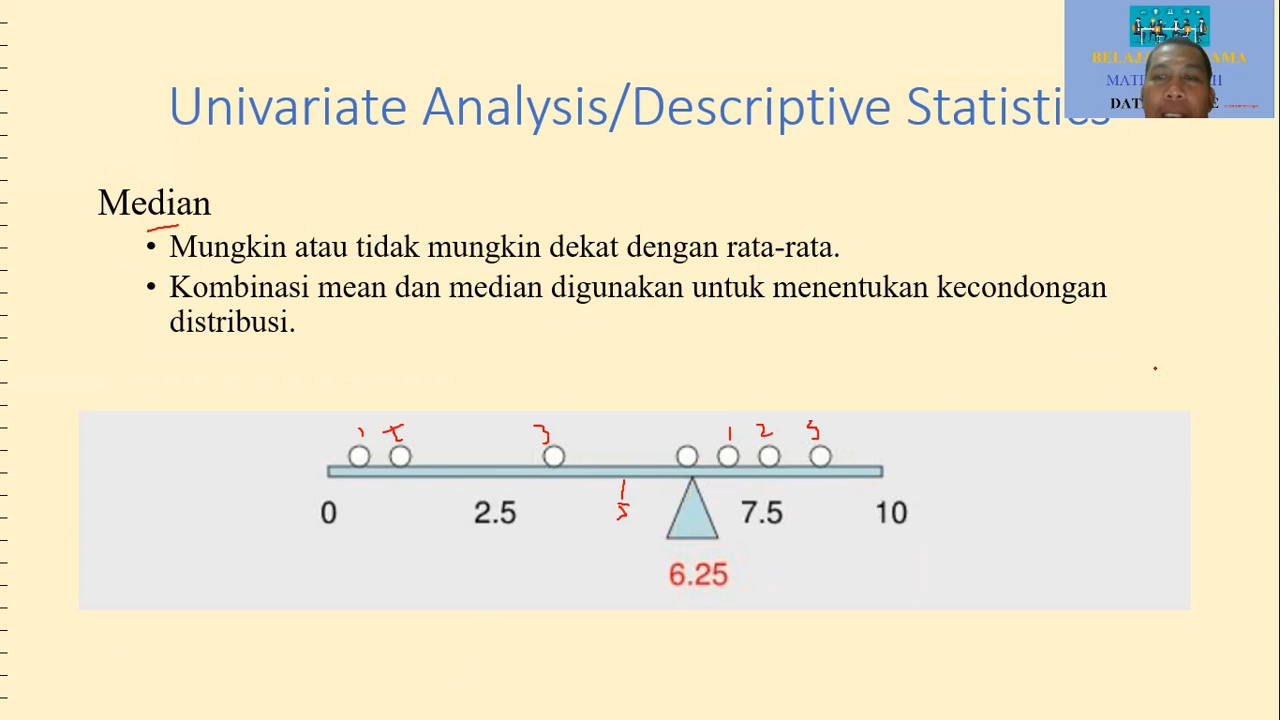 Univariate Analysis/Descriptive Statistics
Median
• Mungkin atau tidak mungkin dekat dengan rata-rata.
• Kombinasi mean dan median digunakan untuk menentukan kecondongan
distribusi.
3 1 2
5
0 2.5 7.5 10
6.25